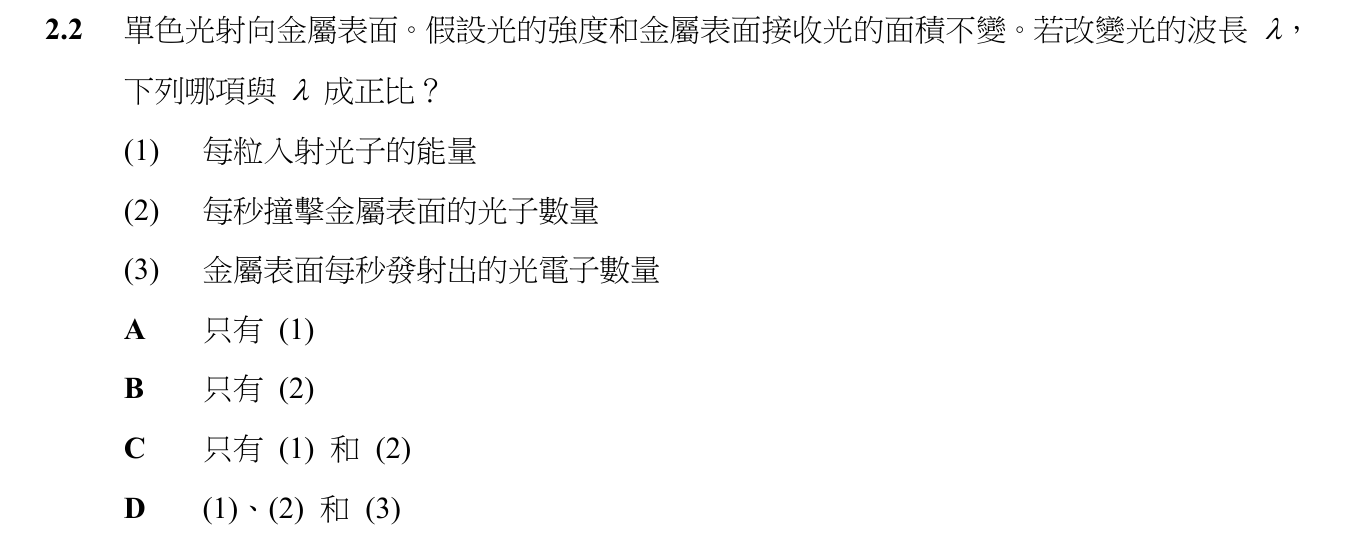 2.2 單色光射向金屬表面。假設光的強度和金屬表面接收光的面積不變。若改變光的波長 λ，
下列哪項與 λ 成正比？
(1) 每粒入射光子的能量
(2) 每秒撞擊金屬表面的光子數量
(3) 金屬表面每秒發射出的光電子數量
A 只有 (1)
B 只有 (2)
C 只有 (1) 和 (2)
D (1)、(2) 和 (3)